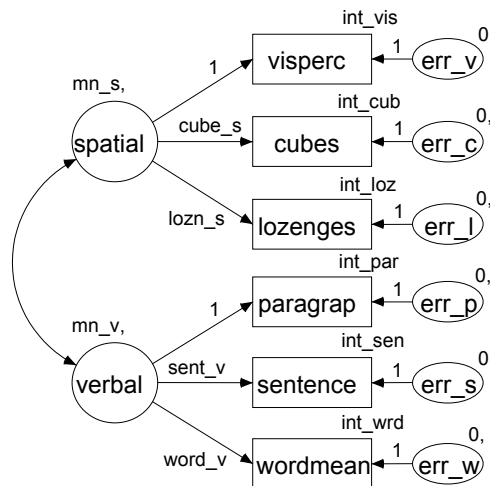 int_vis
0
visperc
1
err_v
mn_s,
1
spatial
cube_s
int_cub
0,
cubes
1
err_c
lozn_s
int_loz
0,
lozenges
1
err_l
int_par
0,
paragrap
1
err_p
mn_v,
1
verbal
sent_v
int_sen
0
sentence
1
err_s
word_v
int_wrd
0,
wordmean
1
err_w